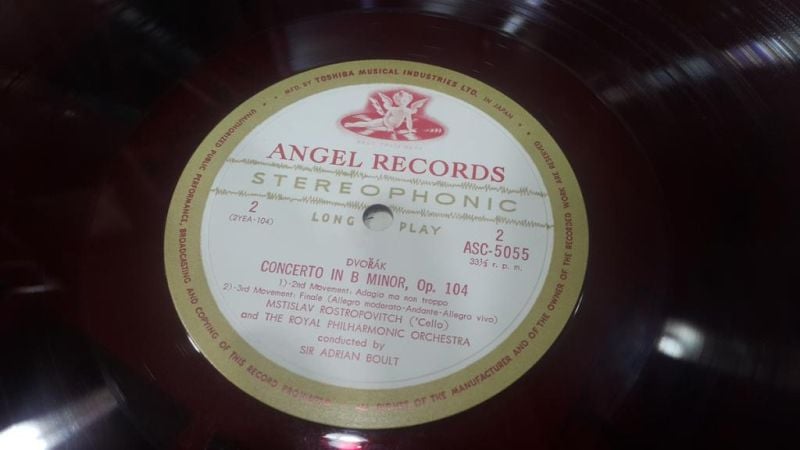 MFD. BY TOSHIBA MUSICAL INDUSTRIES LTD. IN JAPAN
ALL RIGHTS OF THE MANUFACTURER AND OF THE OWNER OF THE RECORDED WORK ARE RESERVED
UNAUTHORIZED PUBLIC PERFORMANCE, BROADCASTING AND COPYING OF THIS RECORD PROHIBITED
ANGEL RECORDS
STEREOPHONIC
LONG PLAY
2
(2YEA-104)
2
ASC-5055
33⅓ r. p. m.
DVOŘÁK
CONCERTO IN B MINOR, Op. 104
1)-2nd Movement: Adagio ma non troppo
2)-3rd Movement: Finale (Allegro moderato-Andante-Allegro vivo)
MSTISLAV ROSTROPOVITCH ('Cello)
and THE ROYAL PHILHARMONIC ORCHESTRA
conducted by
SIR ADRIAN BOULT